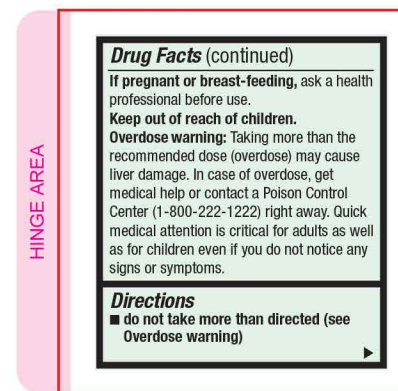 HINGE AREA
Drug Facts (continued)
If pregnant or breast-feeding, ask a health
professional before use.
Keep out of reach of children.
Overdose warning: Taking more than the
recommended dose (overdose) may cause
liver damage. In case of overdose, get
medical help or contact a Poison Control
Center (1-800-222-1222) right away. Quick
medical attention is critical for adults as well
as for children even if you do not notice any
signs or symptoms.
Directions
■ do not take more than directed (see
Overdose warning)